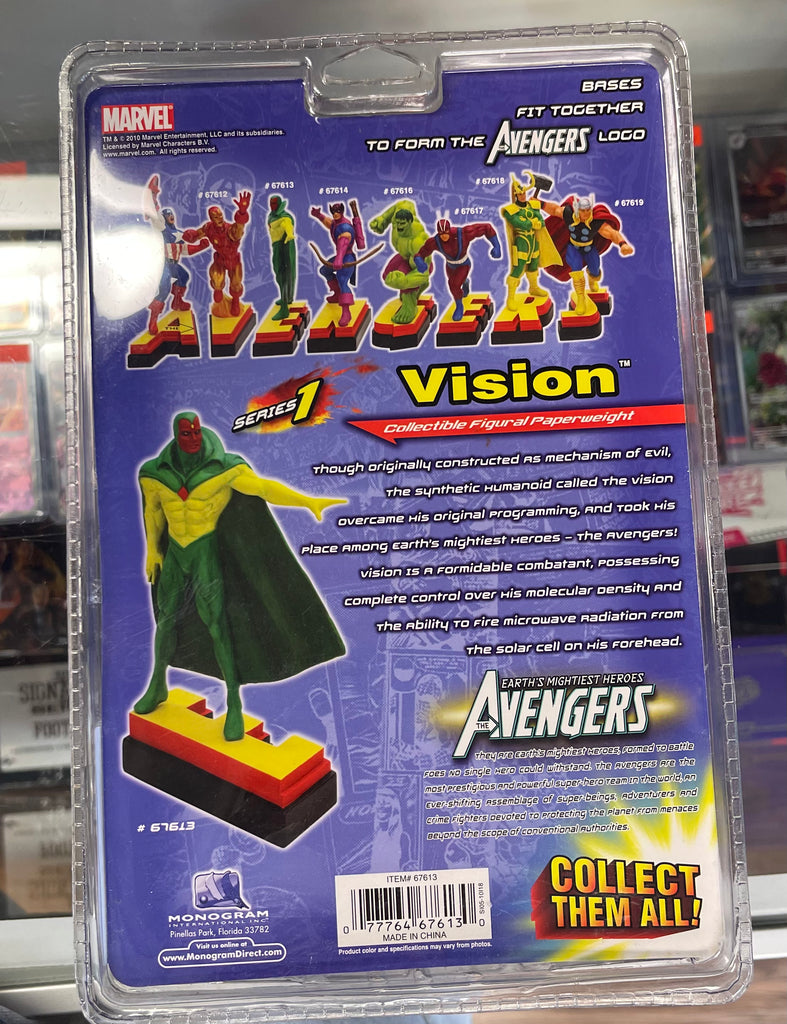 BASES
FIT TOGETHER
TO FORM THE AVENGERS LOGO
MARVEL
TM & © 2010 Marvel Entertainment, LLC and its subsidiaries.
Licensed by Marvel Characters B.V.
www.marvel.com. All rights reserved.
# 67612
# 67613
# 67614
# 67616
# 67617
# 67618
# 67619
THE
AVENGERS
SERIES 1
Vision™
Collectible Figural Paperweight
Though originally constructed as mechanism of evil,
the synthetic humanoid called the vision
overcame his original programming, and took his
place among earth's mightiest heroes – the Avengers!
Vision is a formidable combatant, possessing
complete control over his molecular density and
the ability to fire microwave radiation from
the solar cell on his forehead.
EARTH'S MIGHTIEST HEROES
THE AVENGERS
They are earth's mightiest heroes, formed to battle
foes no single hero could withstand. The Avengers are the
most prestigious and powerful super-hero team in the world, an
ever-shifting assemblage of super-beings, adventurers and
crime fighters devoted to protecting the planet from menaces
beyond the scope of conventional authorities.
# 67613
MONOGRAM
INTERNATIONAL INC.
Pinellas Park, Florida 33782
Visit us online at
www.MonogramDirect.com
ITEM# 67613
0 77764 67613 0
SI05-10I18
MADE IN CHINA
Product color and specifications may vary from photos.
COLLECT
THEM ALL!